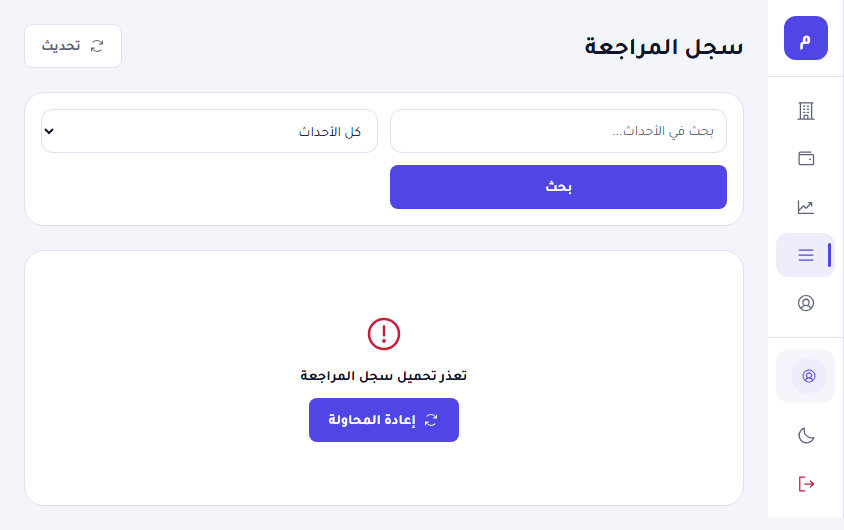 م
سجل المراجعة
تحديث
بحث في الأحداث...
كل الأحداث
بحث
تعذر تحميل سجل المراجعة
إعادة المحاولة